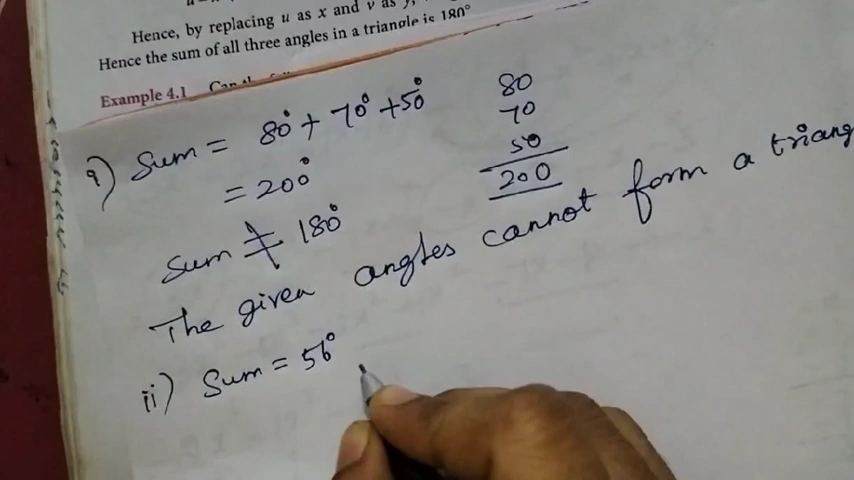 Hence, by replacing u as x and v as y,
Hence the sum of all three angles in a triangle is 180°
Example 4.1
i) Sum = 80° + 70° + 50°
= 200°
Sum ≠ 180°
80
70
50
200
The given angles cannot form a triang
ii) Sum = 56°